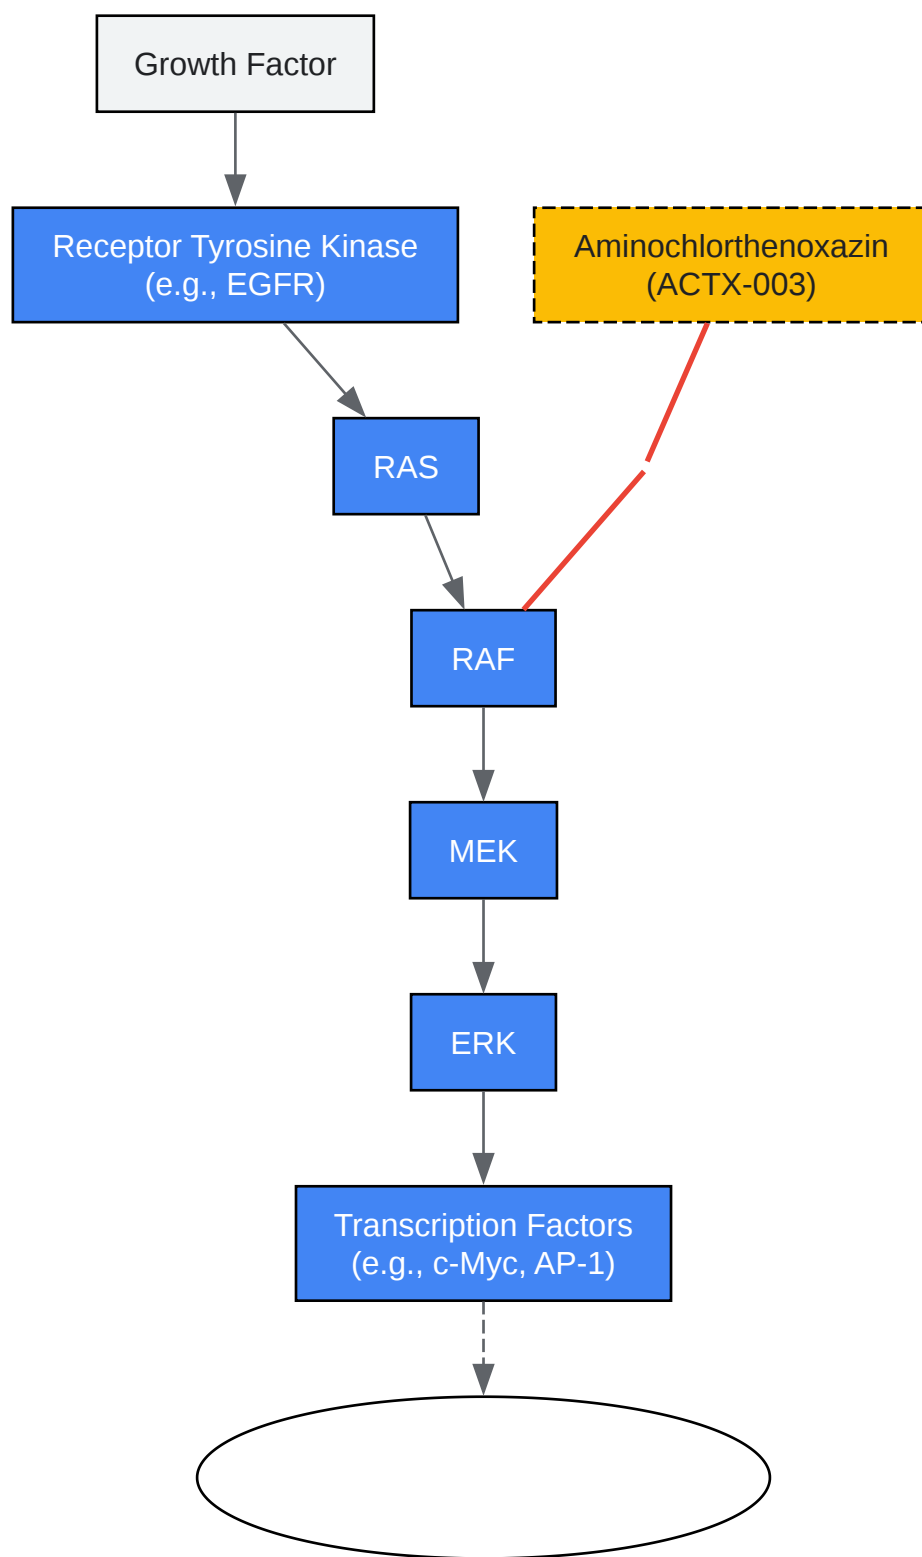 Growth Factor
Receptor Tyrosine Kinase
(e.g., EGFR)
Aminochlorthenoxazin
(ACTX-003)
RAS
RAF
MEK
ERK
Transcription Factors
(e.g., c-Myc, AP-1)